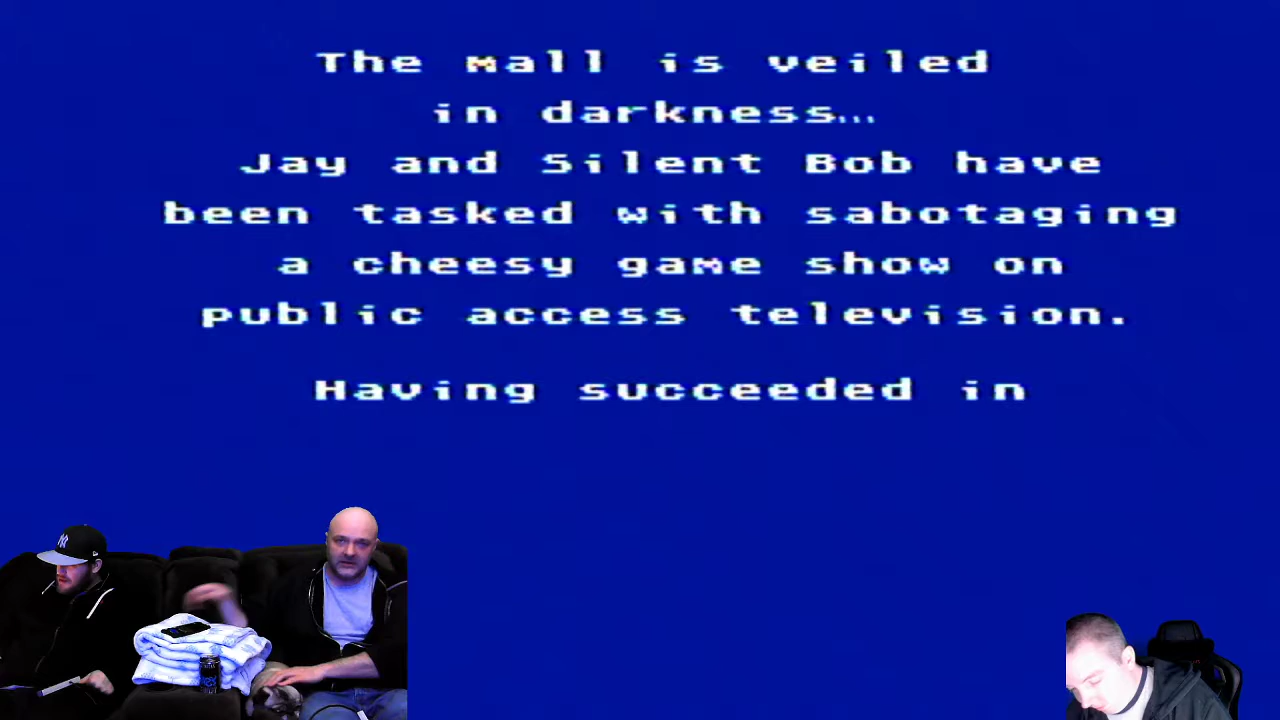 The mall is veiled
in darkness...
Jay and Silent Bob have
been tasked with sabotaging
a cheesy game show on
public access television.
Having succeeded in
NY